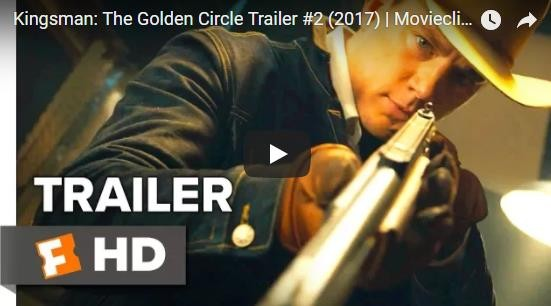 Kingsman: The Golden Circle Trailer #2 (2017) | Moviecli...
TRAILER
F HD